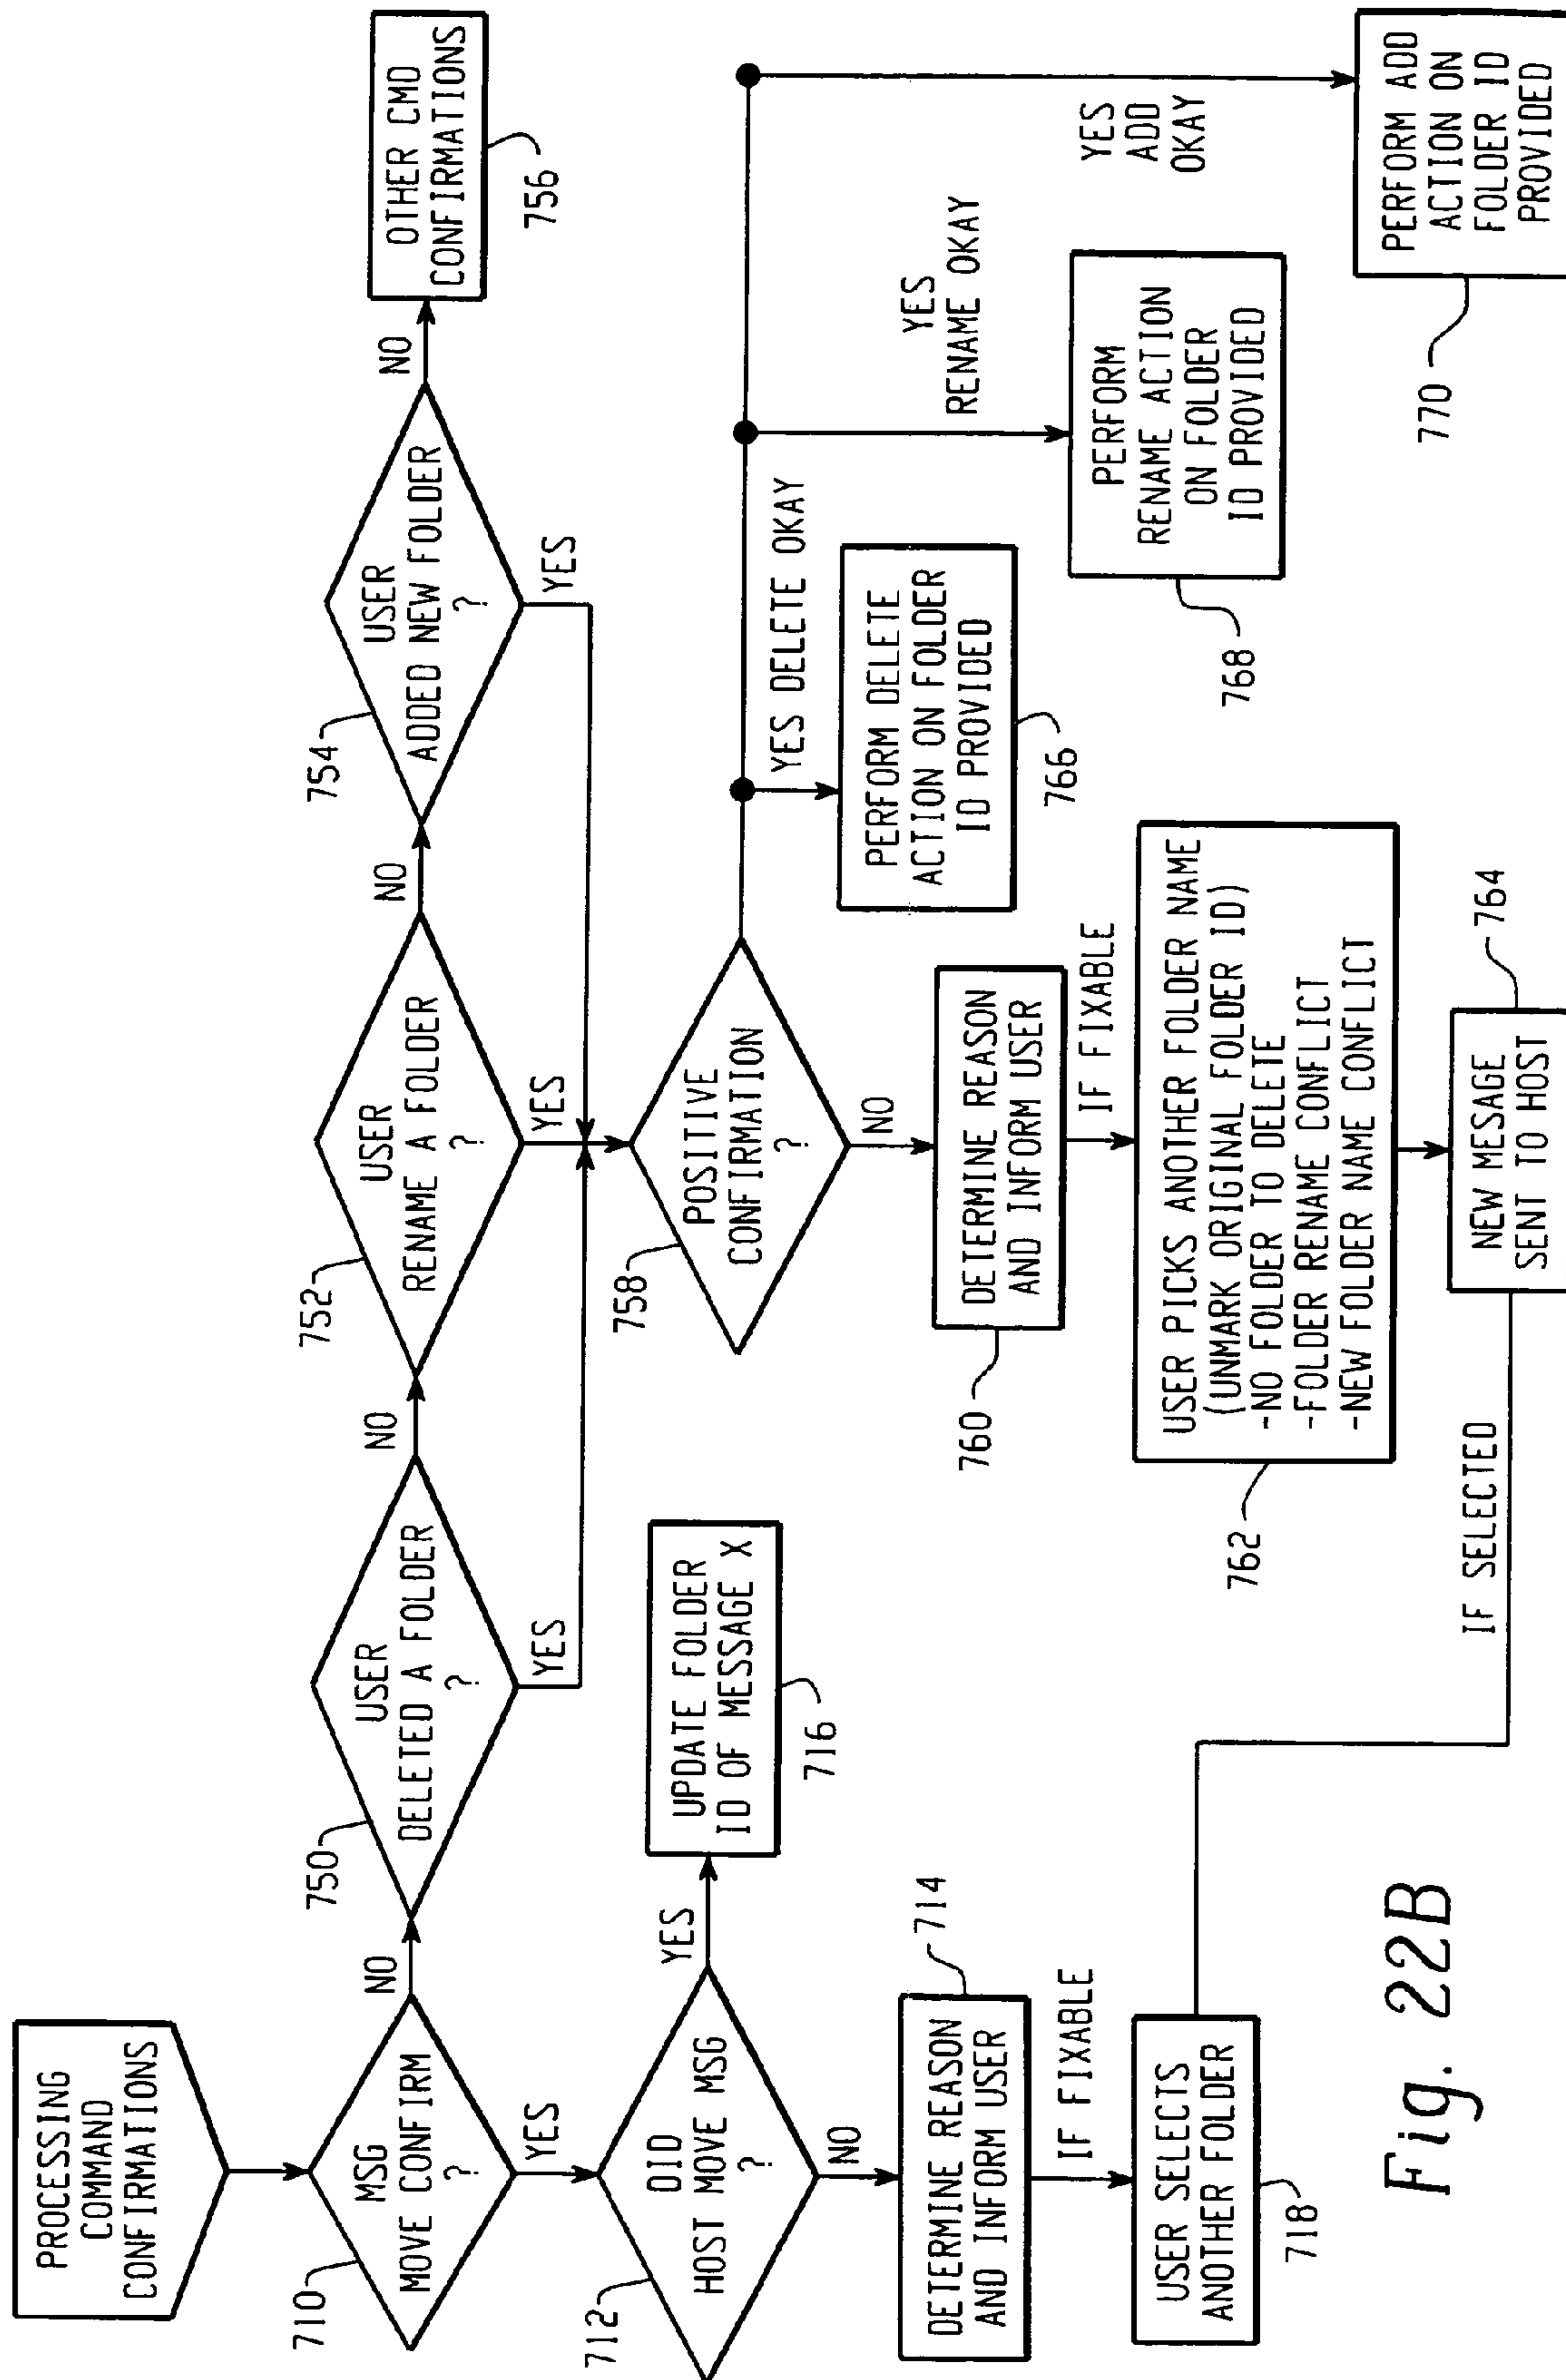 PROCESSING
COMMAND
CONFIRMATIONS
710
MSG
MOVE CONFIRM
?
NO
YES
750
USER
DELETED A FOLDER
?
NO
YES
752
USER
RENAME A FOLDER
?
NO
YES
754
USER
ADDED NEW FOLDER
?
NO
YES
OTHER CMD
CONFIRMATIONS
756
712
DID
HOST MOVE MSG
?
YES
NO
UPDATE FOLDER
ID OF MESSAGE X
716
758
POSITIVE
CONFIRMATION
?
NO
YES DELETE OKAY
YES
RENAME OKAY
YES
ADD
OKAY
PERFORM DELETE
ACTION ON FOLDER
ID PROVIDED
766
PERFORM
RENAME ACTION
ON FOLDER
ID PROVIDED
768
PERFORM ADD
ACTION ON
FOLDER ID
PROVIDED
770
714
DETERMINE REASON
AND INFORM USER
IF FIXABLE
USER SELECTS
ANOTHER FOLDER
718
760
DETERMINE REASON
AND INFORM USER
IF FIXABLE
USER PICKS ANOTHER FOLDER NAME
(UNMARK ORIGINAL FOLDER ID)
-NO FOLDER TO DELETE
-FOLDER RENAME CONFLICT
-NEW FOLDER NAME CONFLICT
762
IF SELECTED
NEW MESSAGE
SENT TO HOST
764
Fig. 22B